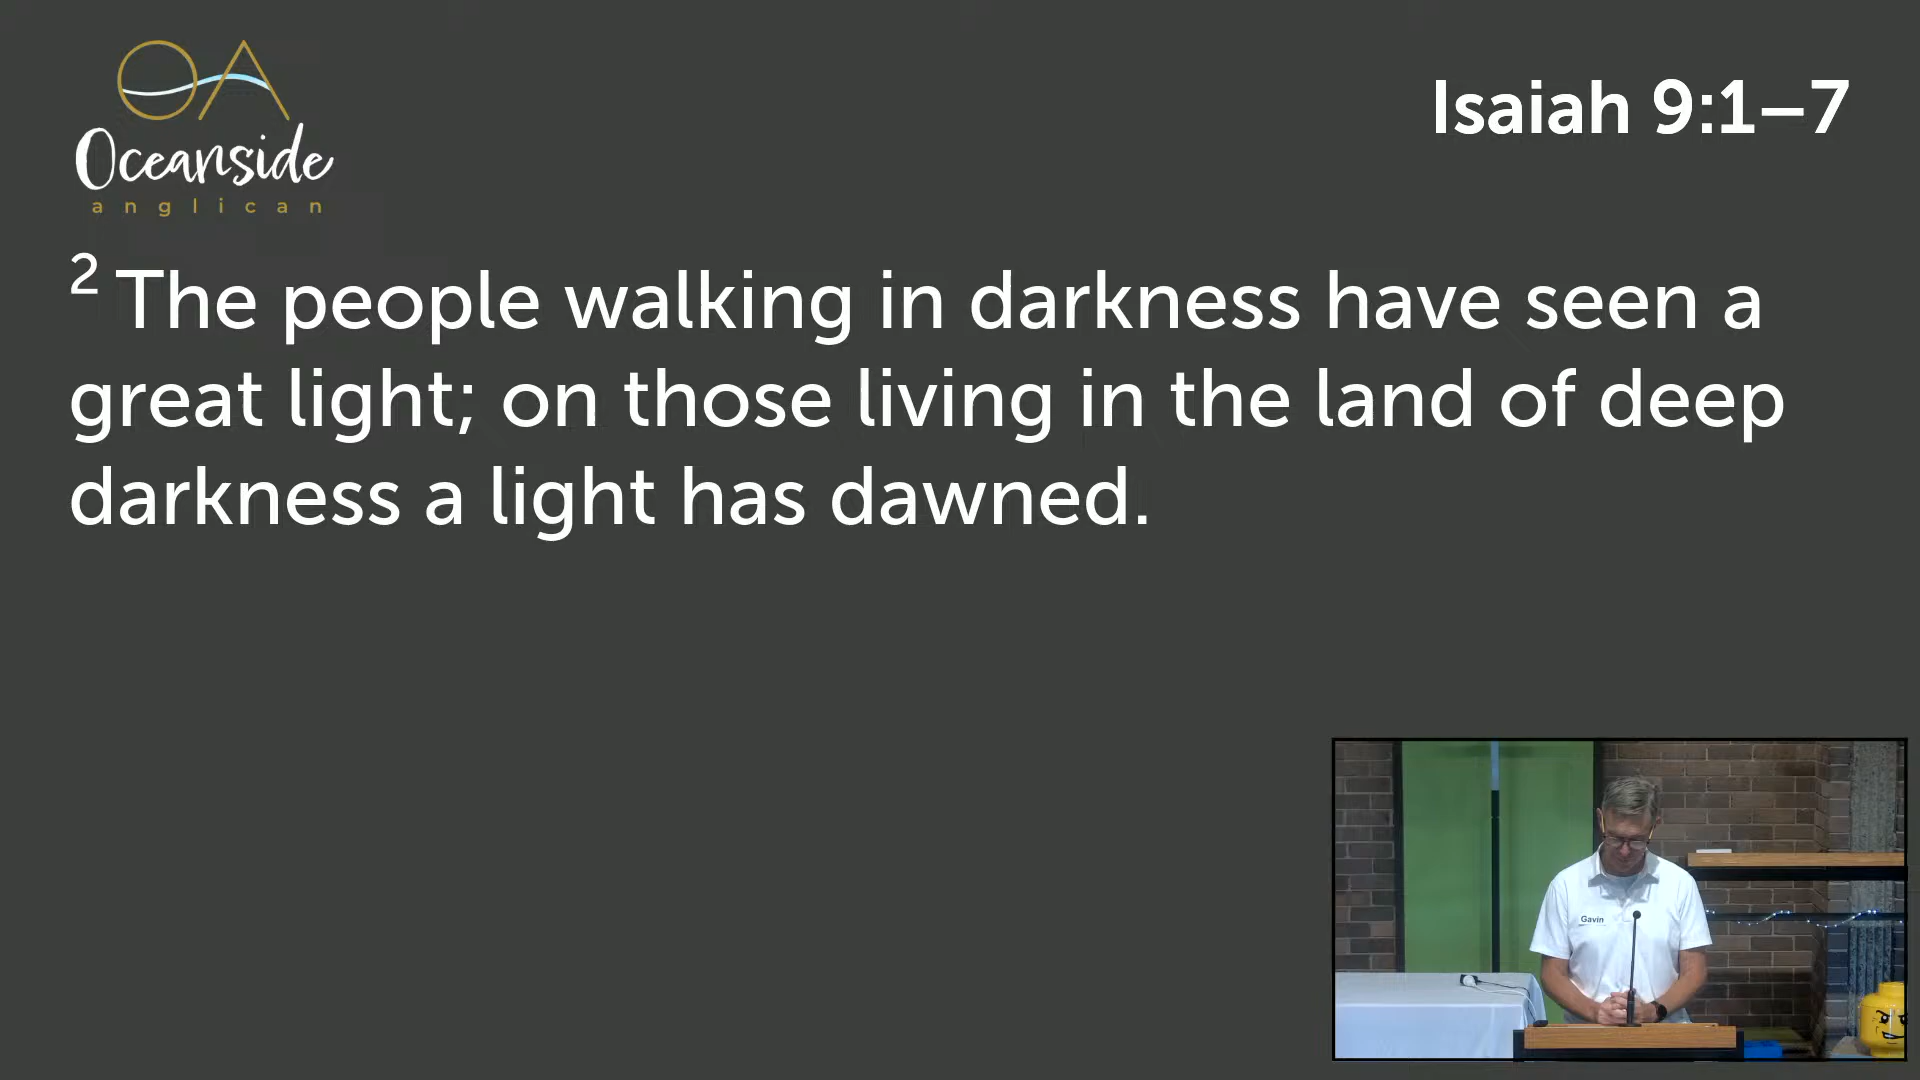 OA
Oceanside
anglican
Isaiah 9:1–7
2 The people walking in darkness have seen a
great light; on those living in the land of deep
darkness a light has dawned.
Gavin